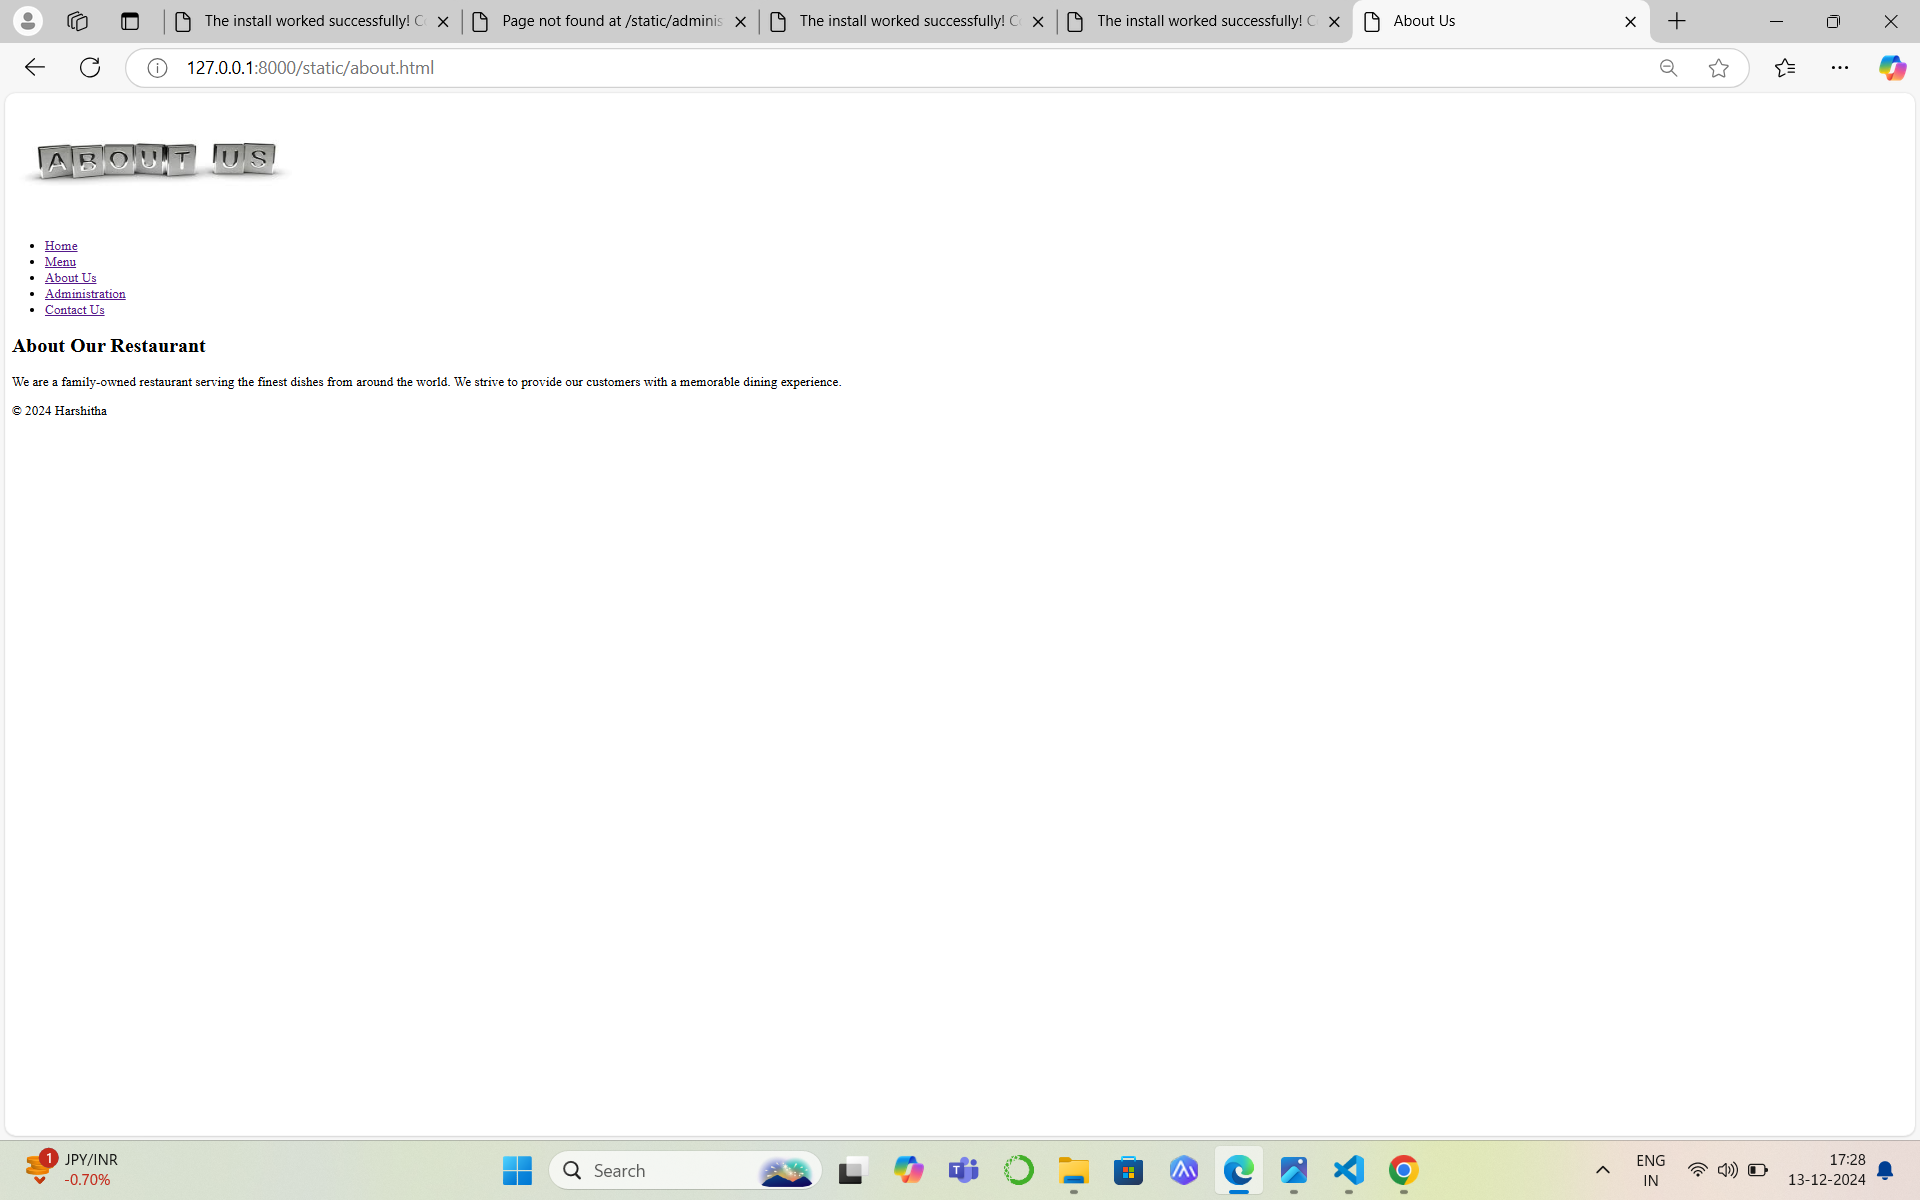 The install worked successfully! C
Page not found at /static/adminis
The install worked successfully! C
The install worked successfully! C
About Us
127.0.0.1:8000/static/about.html
ABOUT US
Home
Menu
About Us
Administration
Contact Us
About Our Restaurant
We are a family-owned restaurant serving the finest dishes from around the world. We strive to provide our customers with a memorable dining experience.
© 2024 Harshitha
1
JPY/INR
-0.70%
Search
ENG
IN
17:28
13-12-2024